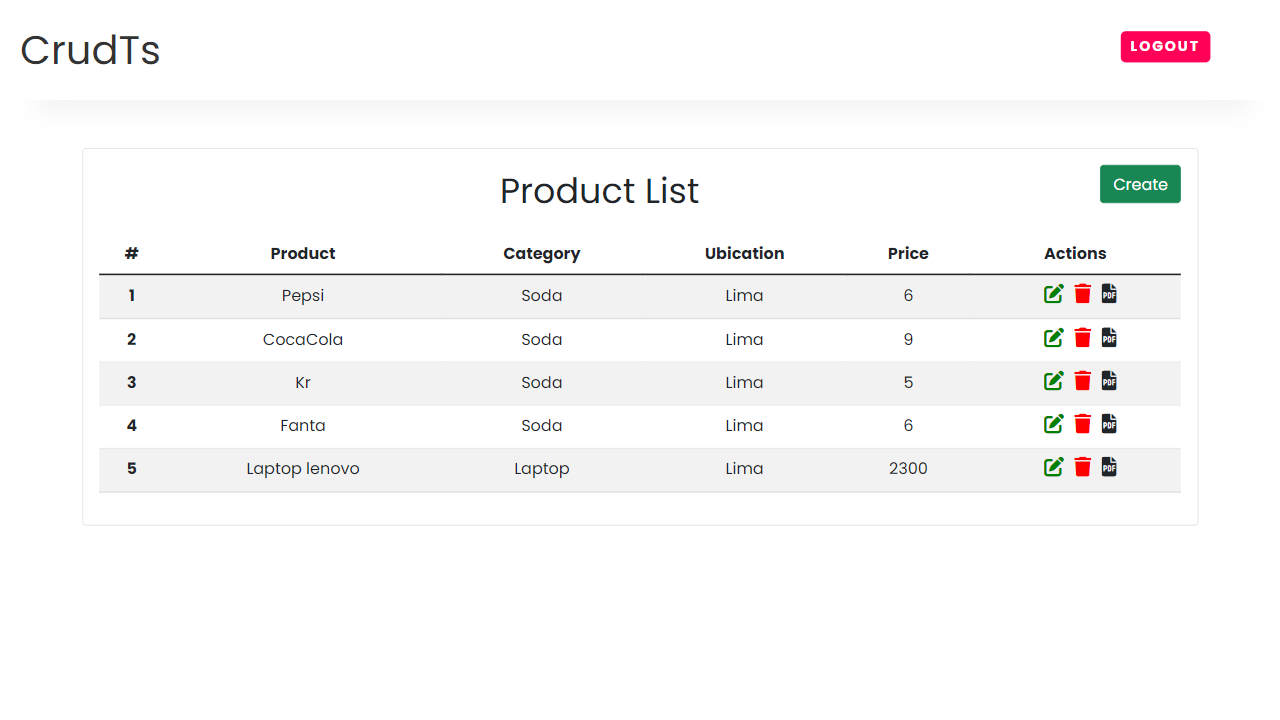 CrudTs
LOGOUT
Product List
Create
# Product Category Ubication Price Actions
1 Pepsi Soda Lima 6 PDF
2 CocaCola Soda Lima 9 PDF
3 Kr Soda Lima 5 PDF
4 Fanta Soda Lima 6 PDF
5 Laptop lenovo Laptop Lima 2300 PDF